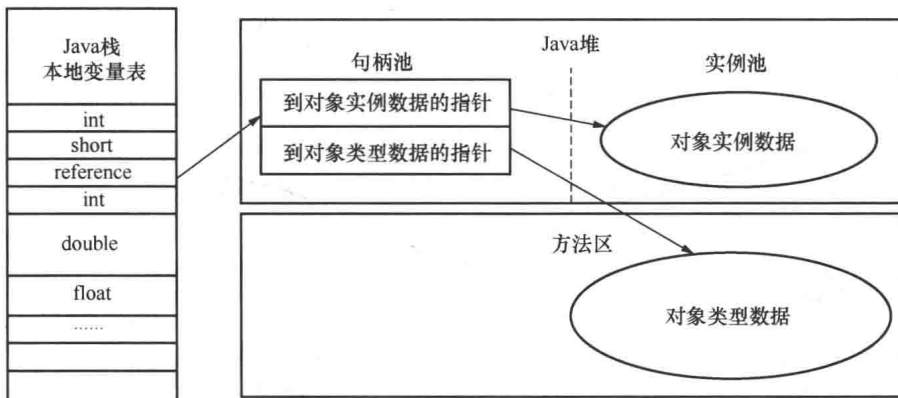 Java栈
本地变量表
int
short
reference
int
double
float
……
Java堆
句柄池
实例池
到对象实例数据的指针
到对象类型数据的指针
对象实例数据
方法区
对象类型数据